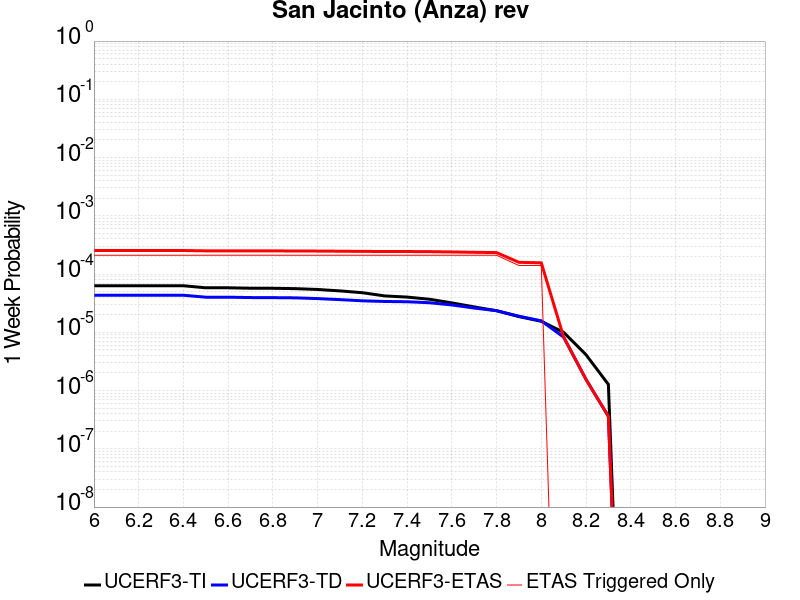 San Jacinto (Anza) rev
10^0
10^-1
10^-2
10^-3
10^-4
10^-5
10^-6
10^-7
10^-8
1 Week Probability
6 6.2 6.4 6.6 6.8 7 7.2 7.4 7.6 7.8 8 8.2 8.4 8.6 8.8 9
Magnitude
UCERF3-TI UCERF3-TD UCERF3-ETAS ETAS Triggered Only